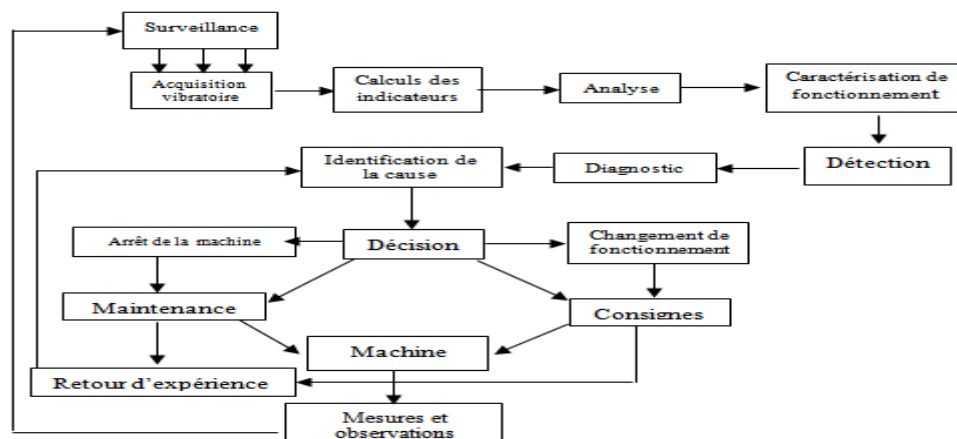 Surveillance
Acquisition
vibratoire
Calculs des
indicateurs
Analyse
Caractérisation de
fonctionnement
Détection
Diagnostic
Identification de
la cause
Décision
Arrêt de la machine
Changement de
fonctionnement
Maintenance
Consignes
Machine
Retour d'expérience
Mesures et
observations